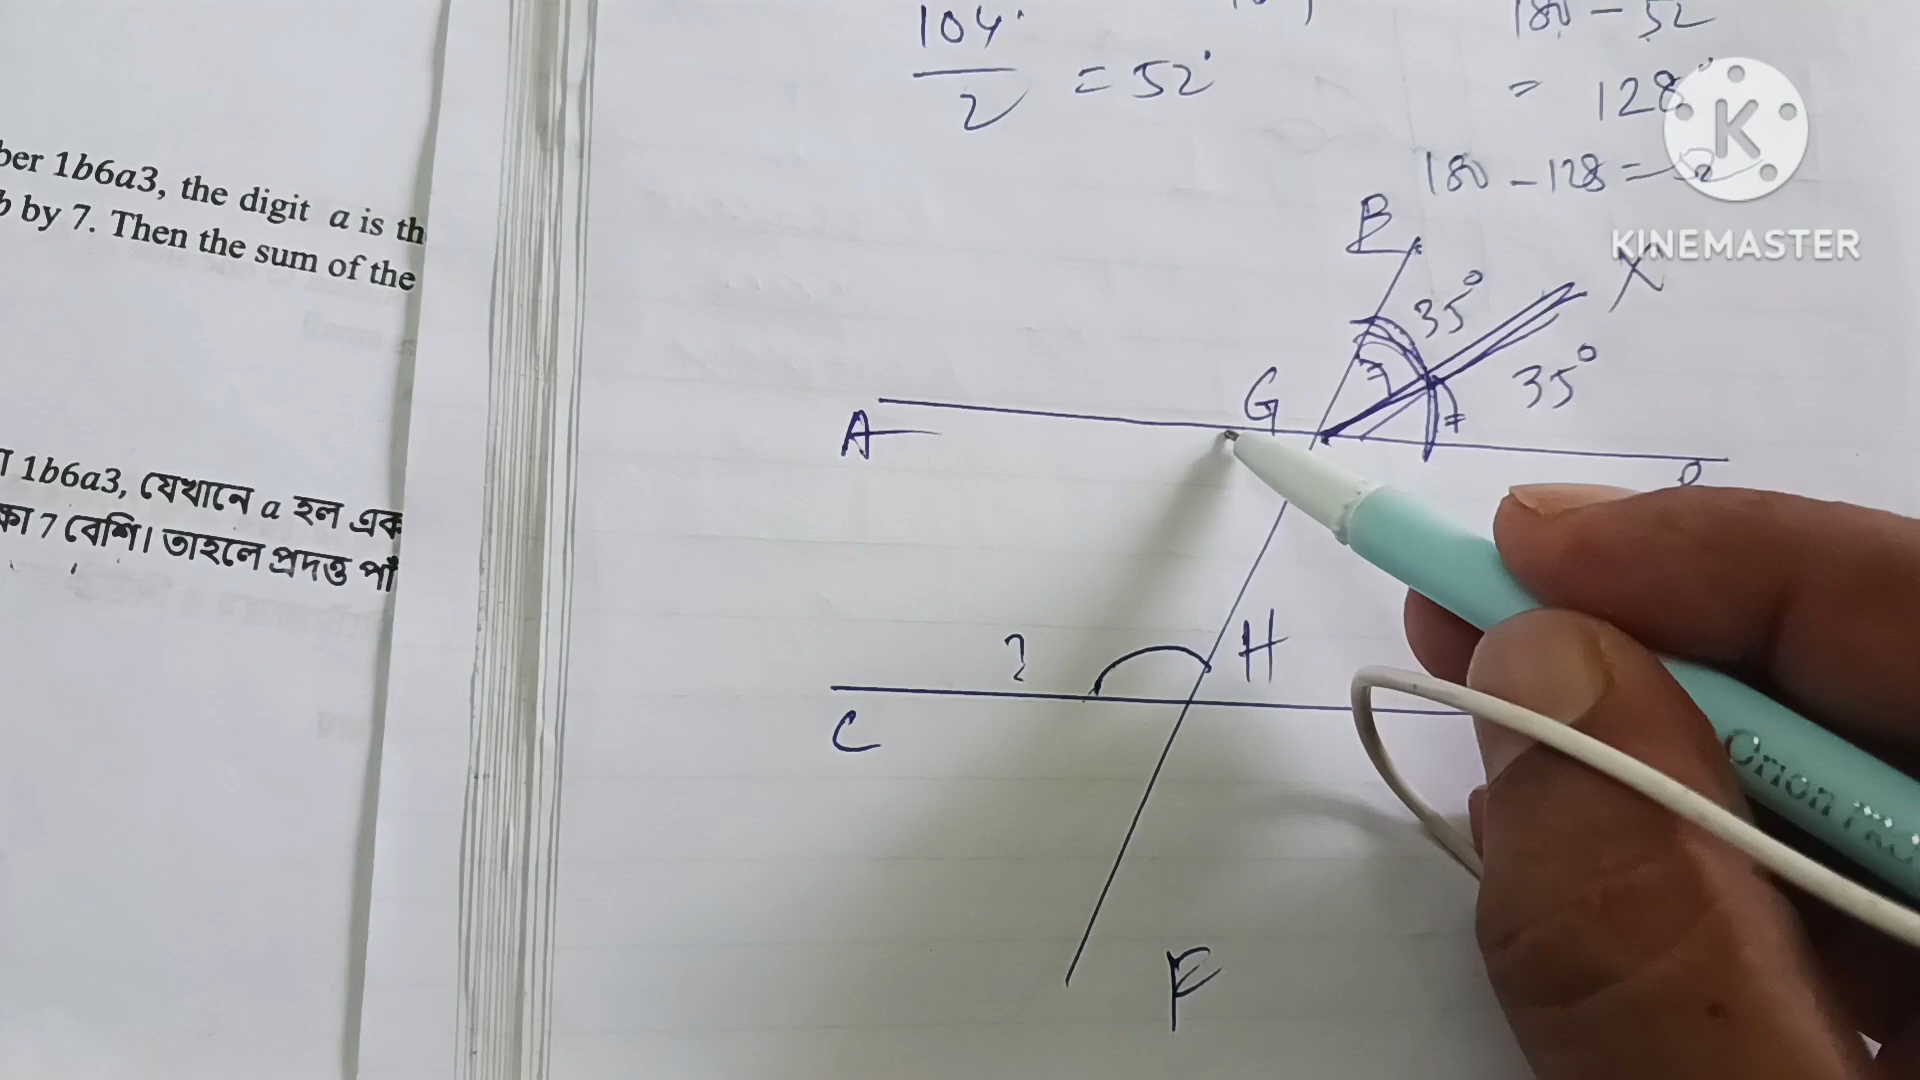 104°
180 - 52
2
= 52°
= 128°
180 - 128 = 52
K
KINEMASTER
ber 1b6a3, the digit a is th
b by 7. Then the sum of the
E
X
35°
35°
G
A
1b6a3, যেখানে a হল এক
ক্ষা 7 বেশি। তাহলে প্রদত্ত পাঁ
?
H
C
Orion
F